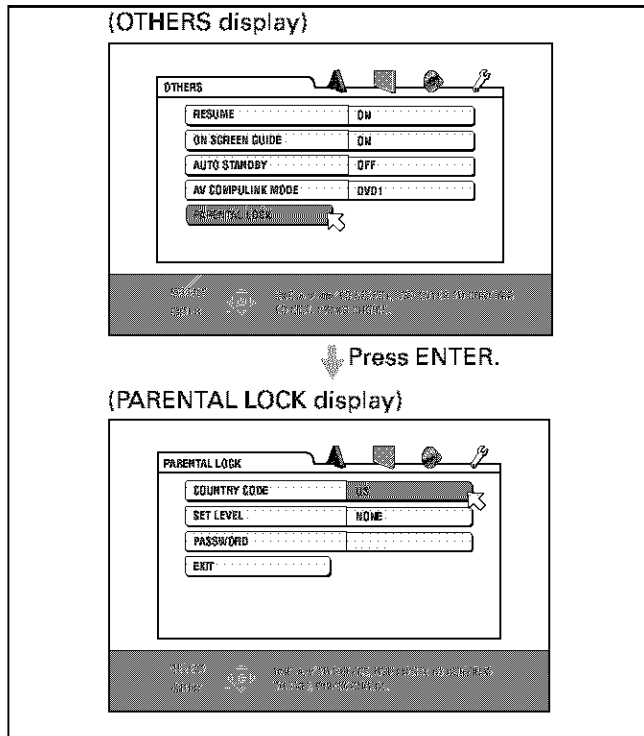 (OTHERS display)
OTHERS
RESUME ON
ON SCREEN GUIDE ON
AUTO STANDBY OFF
AV COMPULINK MODE DVD1
PARENTAL LOCK
Press ENTER.
(PARENTAL LOCK display)
PARENTAL LOCK
COUNTRY CODE US
SET LEVEL NONE
PASSWORD
EXIT